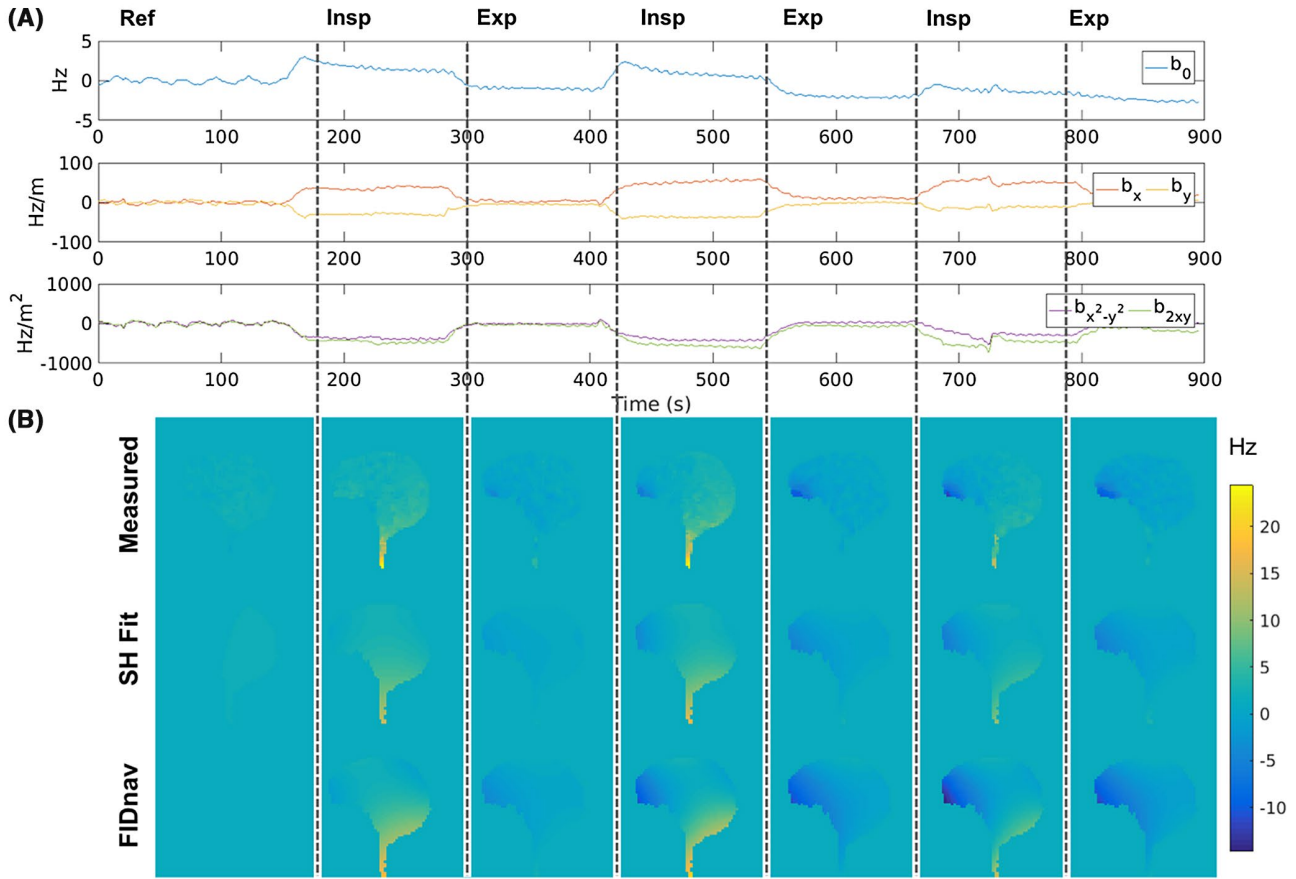 (A) Ref Insp Exp Insp Exp Insp Exp
5
0
-5
Hz
b0
0 100 200 300 400 500 600 700 800 900
100
0
-100
Hz/m
bx by
0 100 200 300 400 500 600 700 800 900
1000
0
-1000
Hz/m²
bx²-y² b2xy
0 100 200 300 400 500 600 700 800 900
Time (s)
(B)
Measured
SH Fit
FIDnav
Hz
20
15
10
5
0
-5
-10